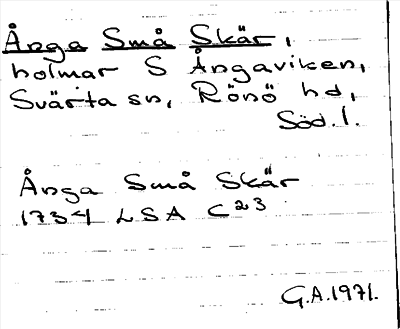 Ånga Små Skär,
holmar S Ångaviken,
Svärta sn, Rönö hd,
Söd.l.
Ånga Små Skär
1734 LSA C23
G.A.1971.